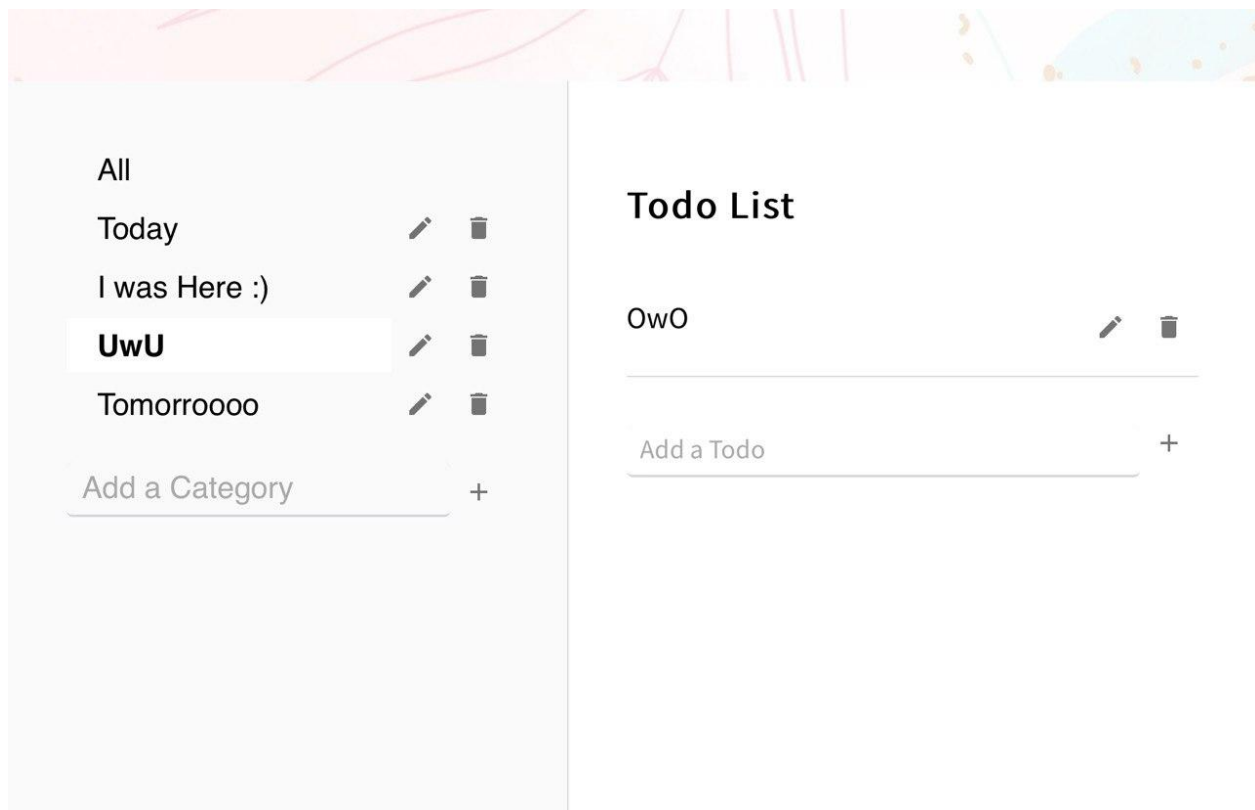 All
Today
I was Here :)
UwU
Tomorroooo
Add a Category
Todo List
OwO
Add a Todo